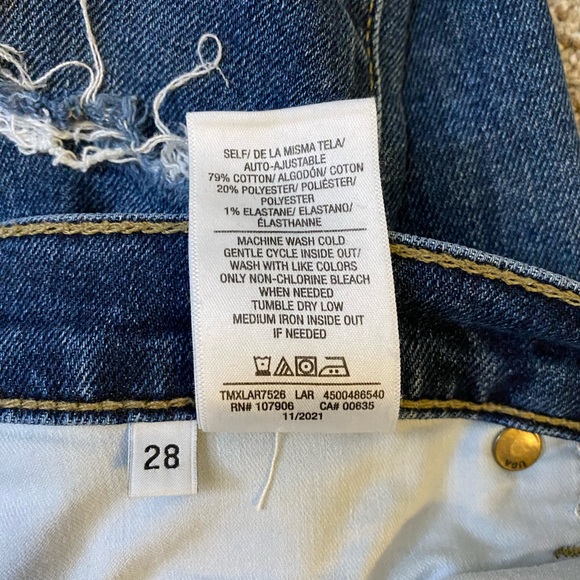 SELF/ DE LA MISMA TELA/
AUTO-AJUSTABLE
79% COTTON/ ALGODÓN/ COTON
20% POLYESTER/ POLIÉSTER/
POLYESTER
1% ELASTANE/ ELASTANO/
ÉLASTHANNE
MACHINE WASH COLD
GENTLE CYCLE INSIDE OUT/
WASH WITH LIKE COLORS
ONLY NON-CHLORINE BLEACH
WHEN NEEDED
TUMBLE DRY LOW
MEDIUM IRON INSIDE OUT
IF NEEDED
TMXLAR7526 LAR 4500486540
RN# 107906 CA# 00635
11/2021
28